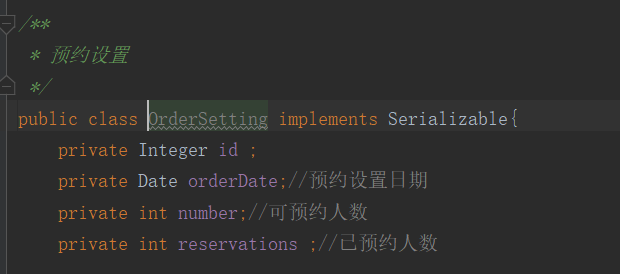 /**
* 预约设置
*/
public class OrderSetting implements Serializable{
private Integer id ;
private Date orderDate;//预约设置日期
private int number;//可预约人数
private int reservations ;//已预约人数